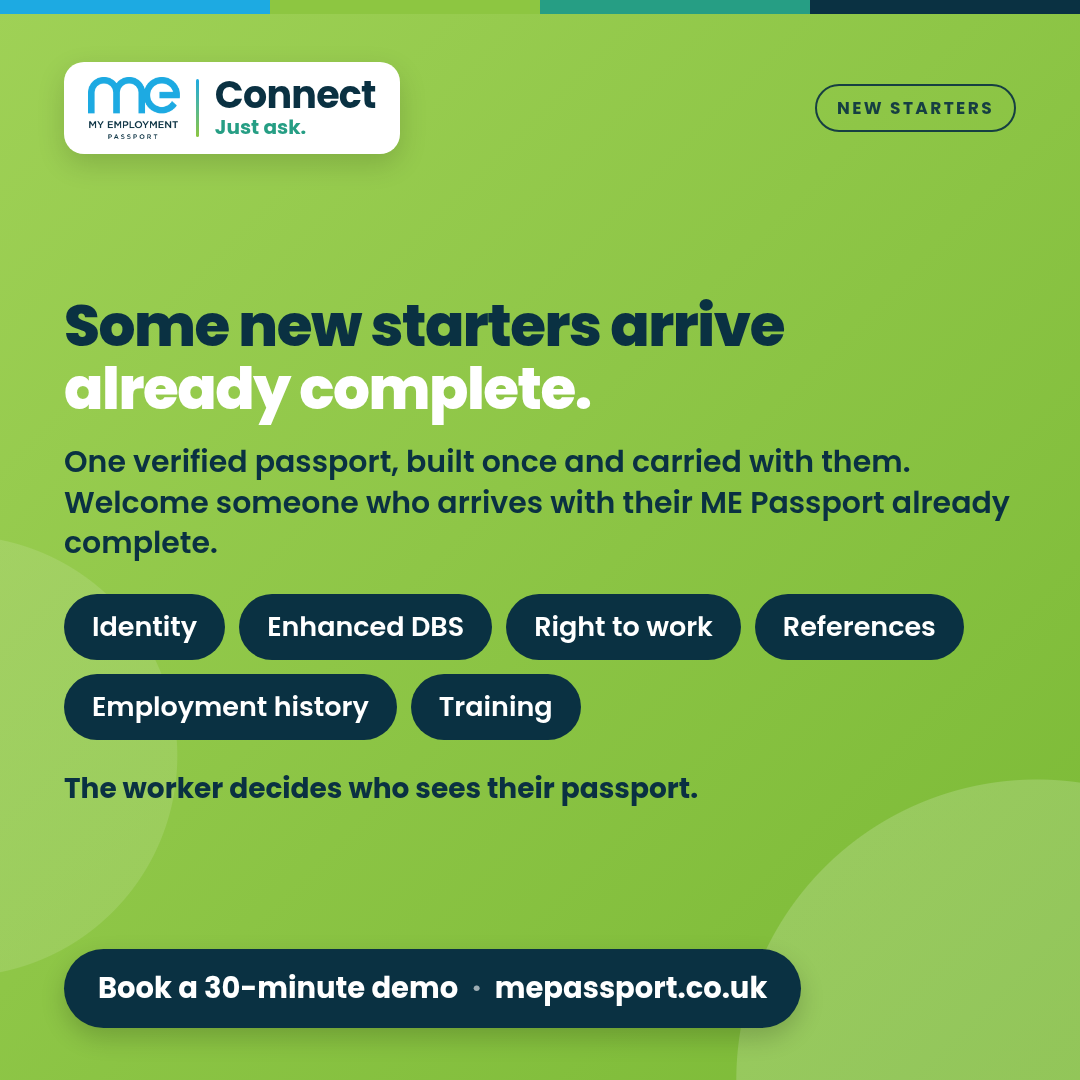 me
MY EMPLOYMENT
PASSPORT
Connect
Just ask.
NEW STARTERS
Some new starters arrive
already complete.
One verified passport, built once and carried with them.
Welcome someone who arrives with their ME Passport already
complete.
Identity
Enhanced DBS
Right to work
References
Employment history
Training
The worker decides who sees their passport.
Book a 30-minute demo · mepassport.co.uk